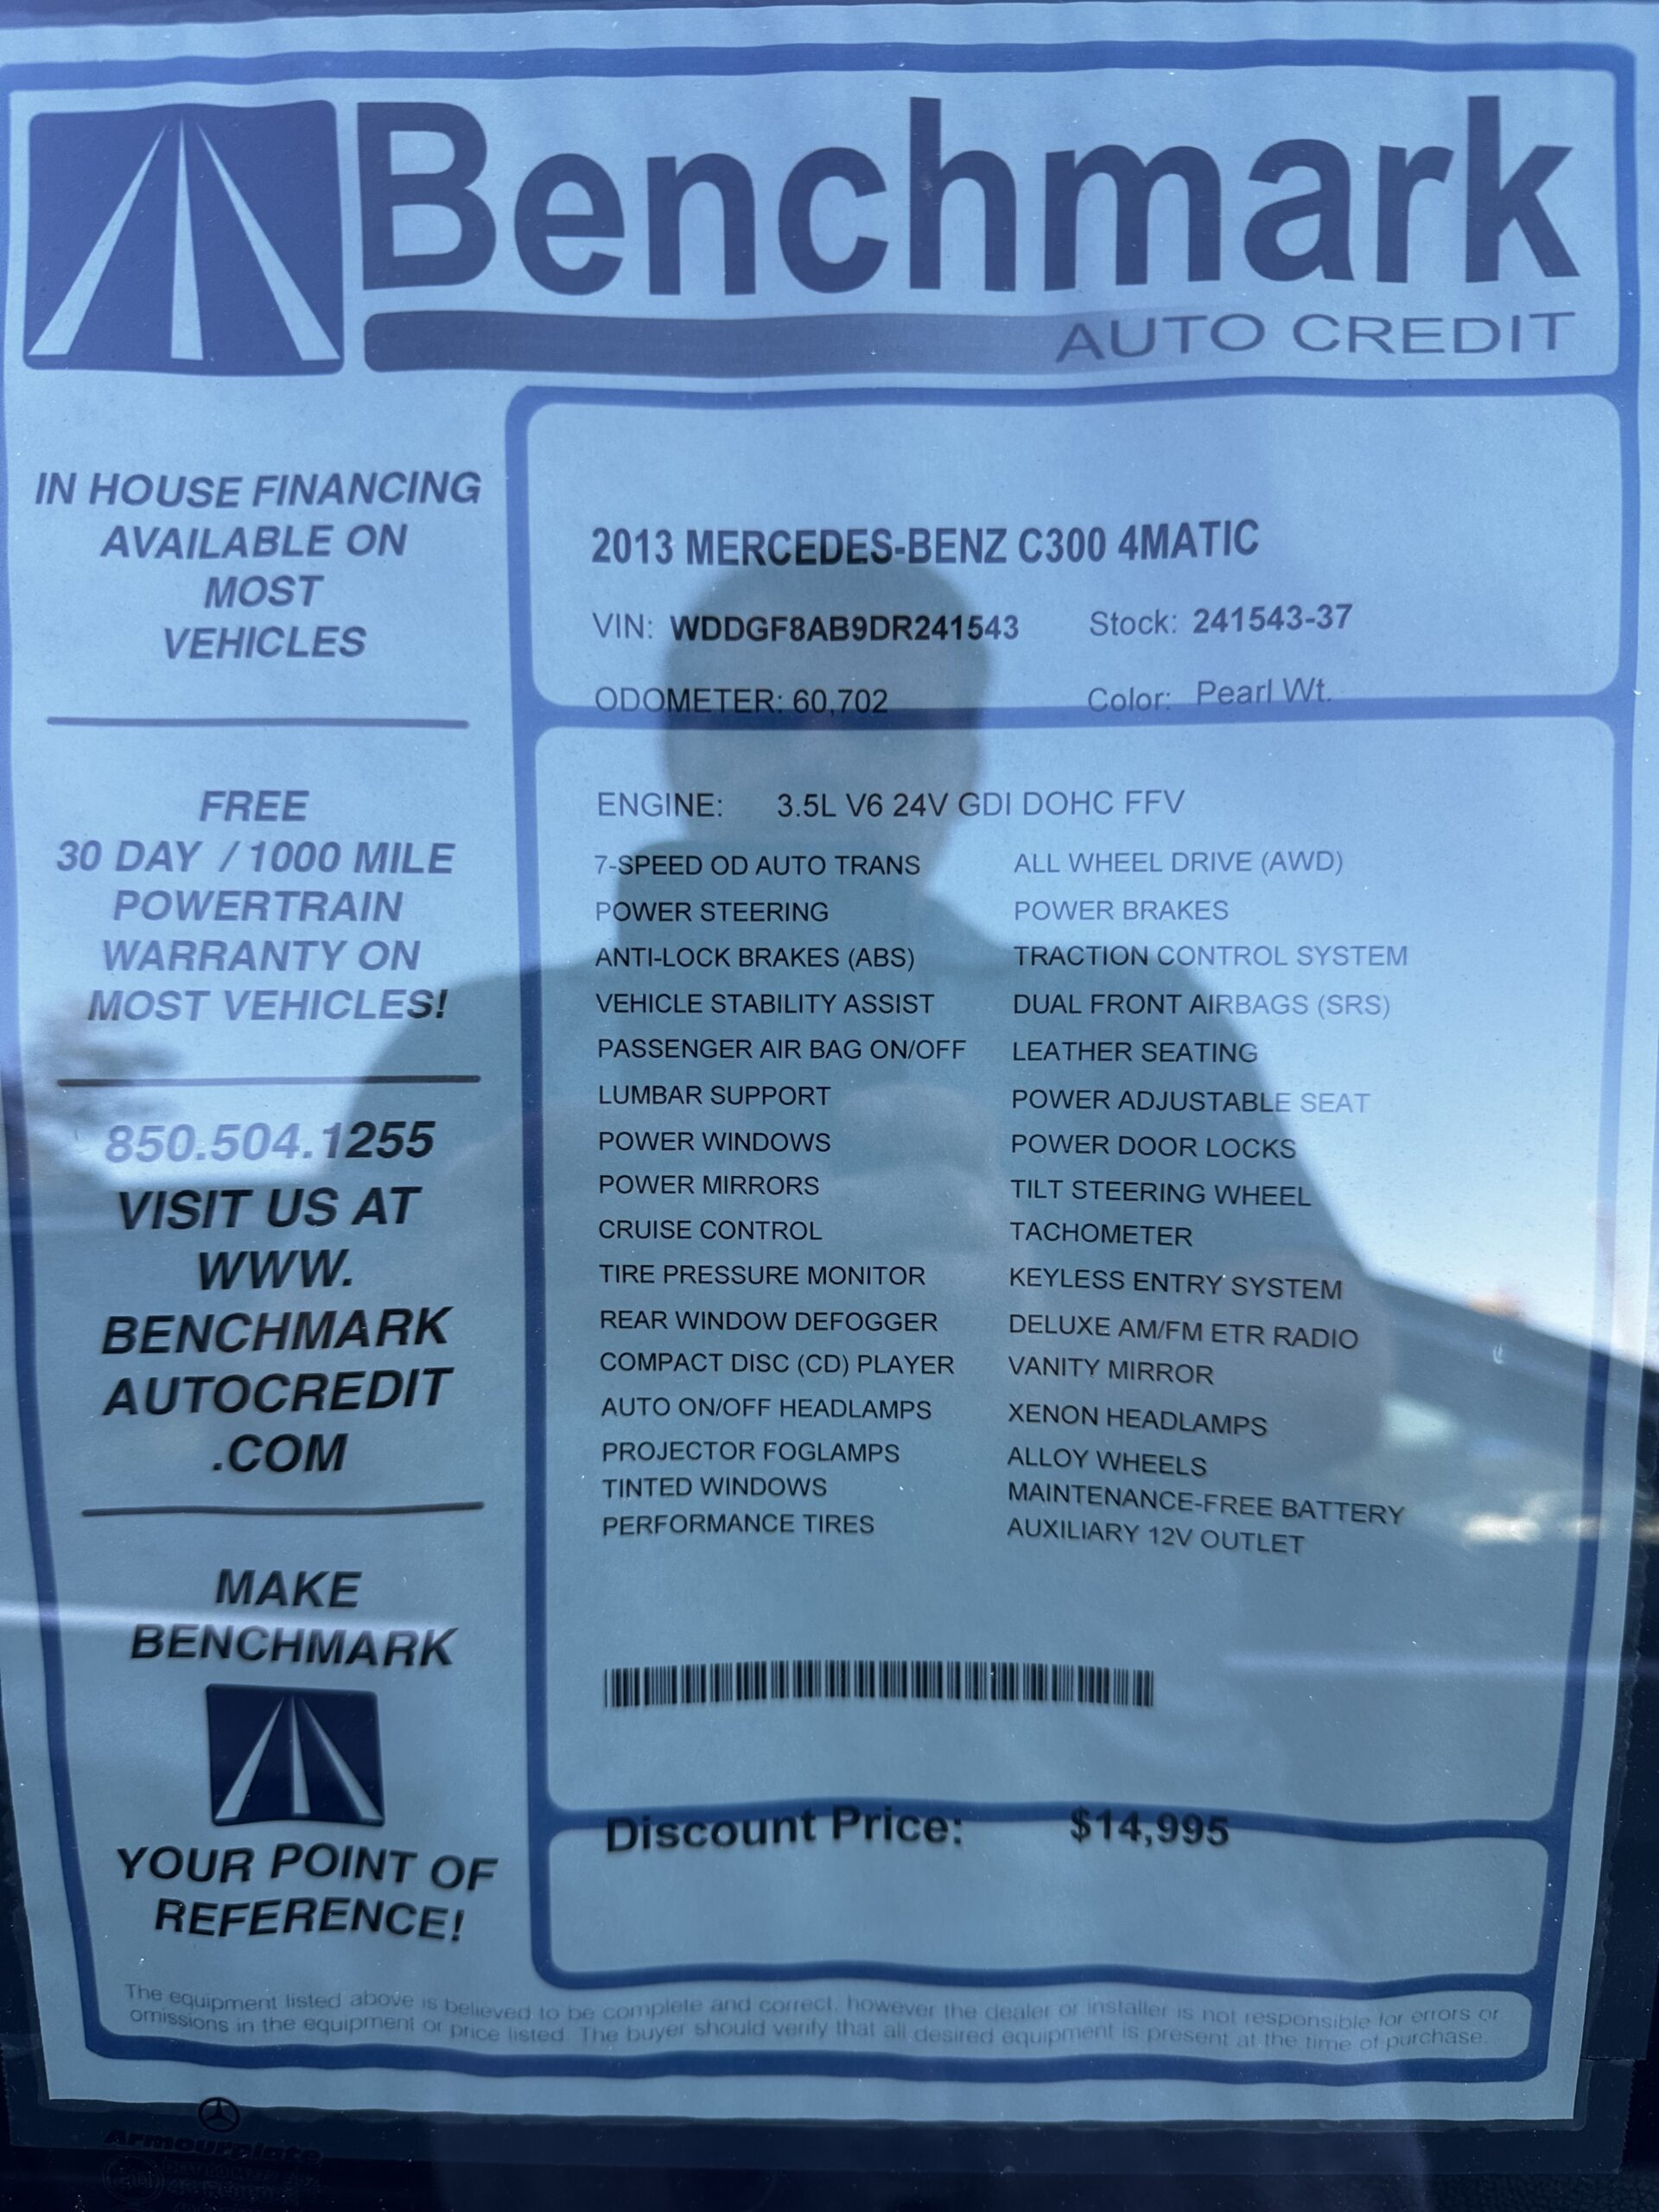 Benchmark
AUTO CREDIT
IN HOUSE FINANCING
AVAILABLE ON
MOST
VEHICLES
FREE
30 DAY / 1000 MILE
POWERTRAIN
WARRANTY ON
MOST VEHICLES!
850.504.1255
VISIT US AT
WWW.
BENCHMARK
AUTOCREDIT
.COM
MAKE
BENCHMARK
YOUR POINT OF
REFERENCE!
2013 MERCEDES-BENZ C300 4MATIC
VIN: WDDGF8AB9DR241543 Stock: 241543-37
ODOMETER: 60,702 Color: Pearl Wt.
ENGINE: 3.5L V6 24V GDI DOHC FFV
7-SPEED OD AUTO TRANS ALL WHEEL DRIVE (AWD)
POWER STEERING POWER BRAKES
ANTI-LOCK BRAKES (ABS) TRACTION CONTROL SYSTEM
VEHICLE STABILITY ASSIST DUAL FRONT AIRBAGS (SRS)
PASSENGER AIR BAG ON/OFF LEATHER SEATING
LUMBAR SUPPORT POWER ADJUSTABLE SEAT
POWER WINDOWS POWER DOOR LOCKS
POWER MIRRORS TILT STEERING WHEEL
CRUISE CONTROL TACHOMETER
TIRE PRESSURE MONITOR KEYLESS ENTRY SYSTEM
REAR WINDOW DEFOGGER DELUXE AM/FM ETR RADIO
COMPACT DISC (CD) PLAYER VANITY MIRROR
AUTO ON/OFF HEADLAMPS XENON HEADLAMPS
PROJECTOR FOGLAMPS ALLOY WHEELS
TINTED WINDOWS MAINTENANCE-FREE BATTERY
PERFORMANCE TIRES AUXILIARY 12V OUTLET
Discount Price: $14,995
The equipment listed above is believed to be complete and correct, however the dealer or installer is not responsible for errors or
omissions in the equipment or price listed. The buyer should verify that all desired equipment is present at the time of purchase.
Armourplate